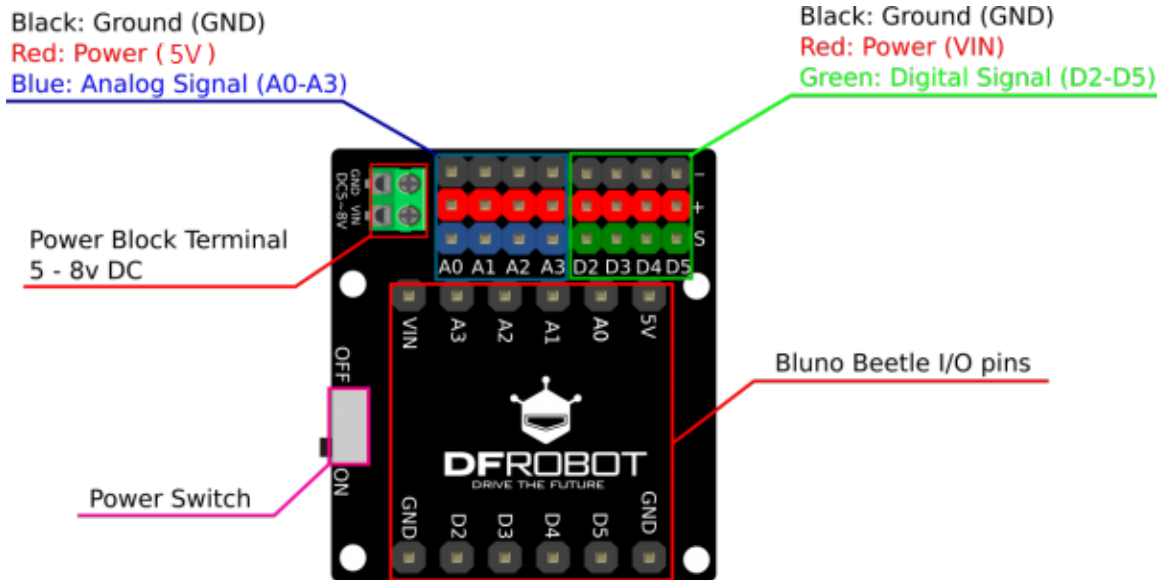 Black: Ground (GND)
Red: Power (5V)
Blue: Analog Signal (A0-A3)
Black: Ground (GND)
Red: Power (VIN)
Green: Digital Signal (D2-D5)
GND VIN
DC5~8V
-
+
S
A0 A1 A2 A3 D2 D3 D4 D5
Power Block Terminal
5 - 8v DC
VIN A3 A2 A1 A0 5V
OFF
Bluno Beetle I/O pins
DFROBOT
DRIVE THE FUTURE
ON
Power Switch
GND D2 D3 D4 D5 GND